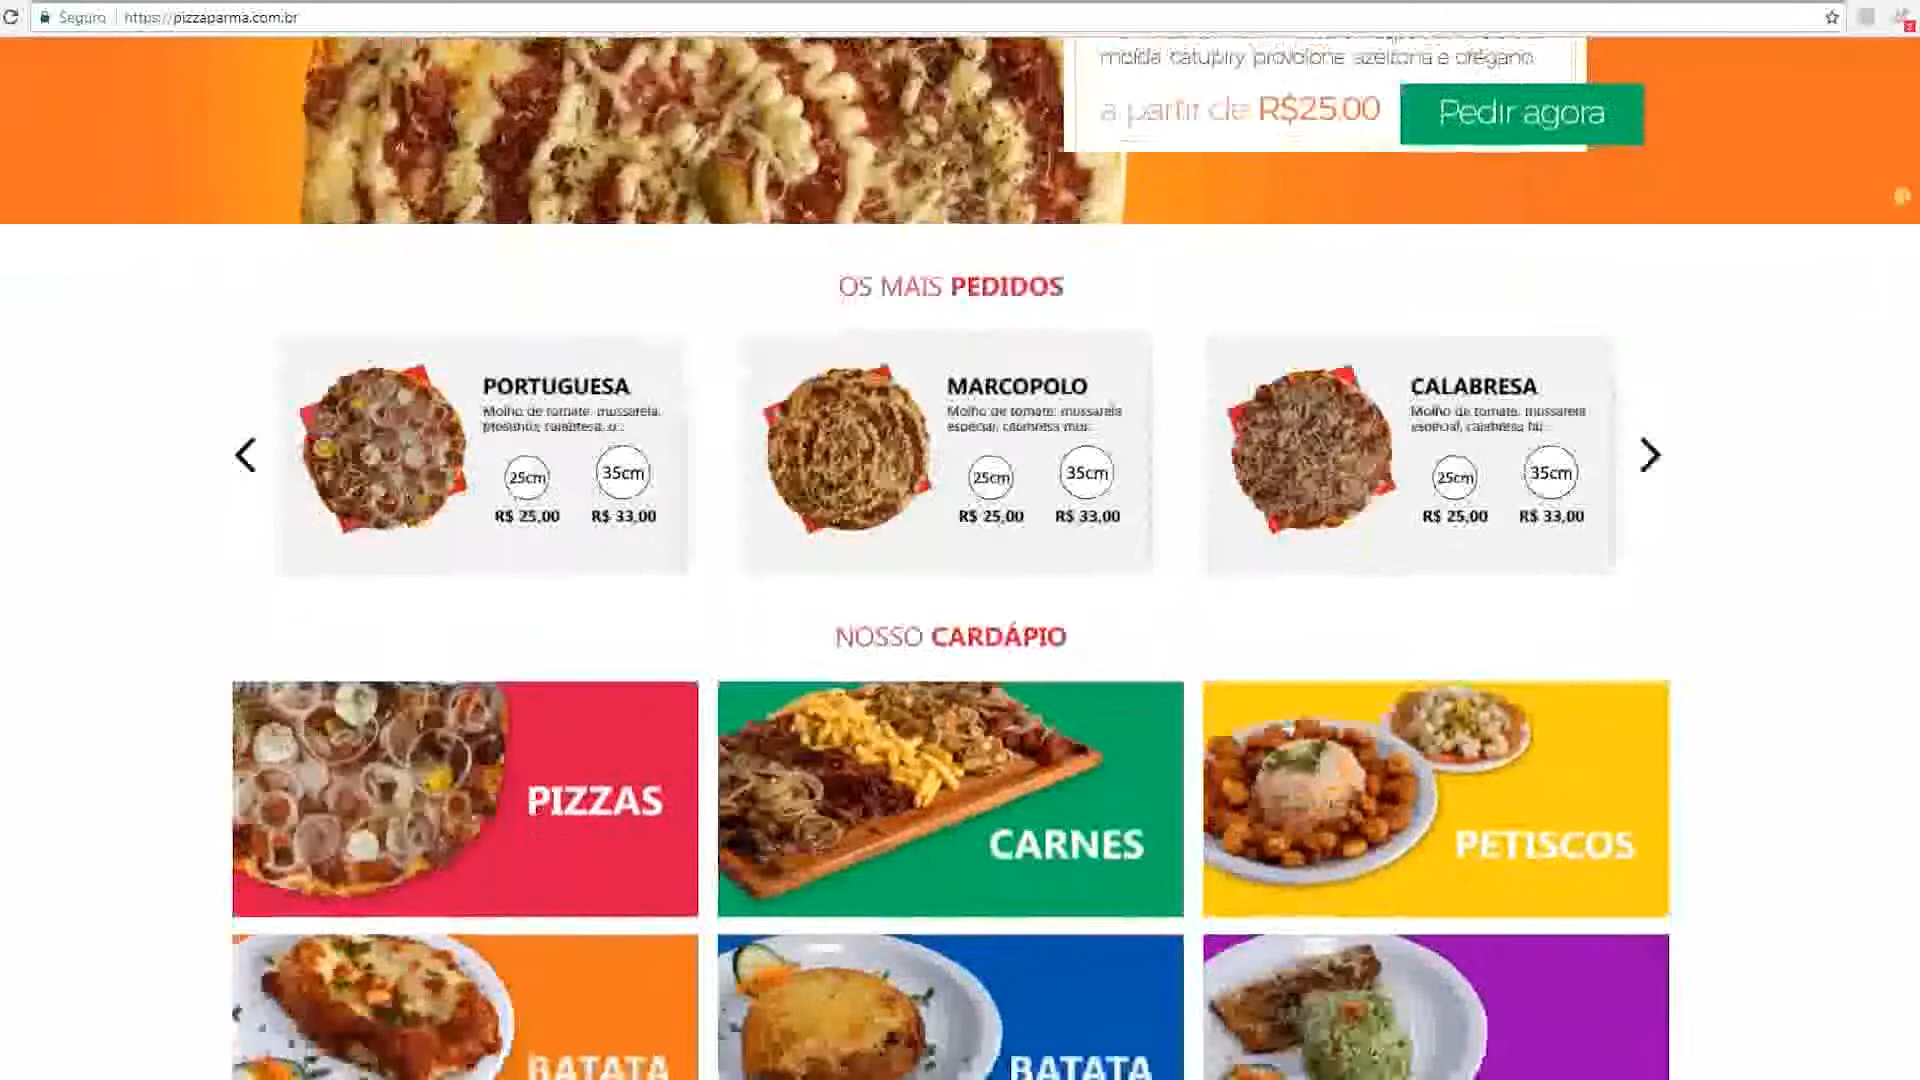 Seguro
https://pizzaparma.com.br
moída catupiry provolone azeitona e orégano
a partir de R$25,00
Pedir agora
OS MAIS PEDIDOS
PORTUGUESA
Molho de tomate, mussarela,
presunto, calabresa, o...
25cm
35cm
R$ 25,00
R$ 33,00
MARCOPOLO
Molho de tomate, mussarela
especial, calabresa moí...
25cm
35cm
R$ 25,00
R$ 33,00
CALABRESA
Molho de tomate, mussarela
especial, calabresa
25cm
35cm
R$ 25,00
R$ 33,00
NOSSO CARDÁPIO
PIZZAS
CARNES
PETISCOS
BATATA
BATATA